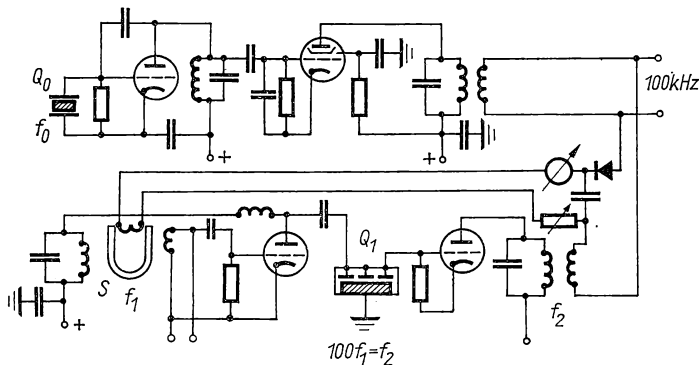 Q₀
f₀
+
+
100kHz
+
S f₁
Q₁
f₂
100f₁=f₂